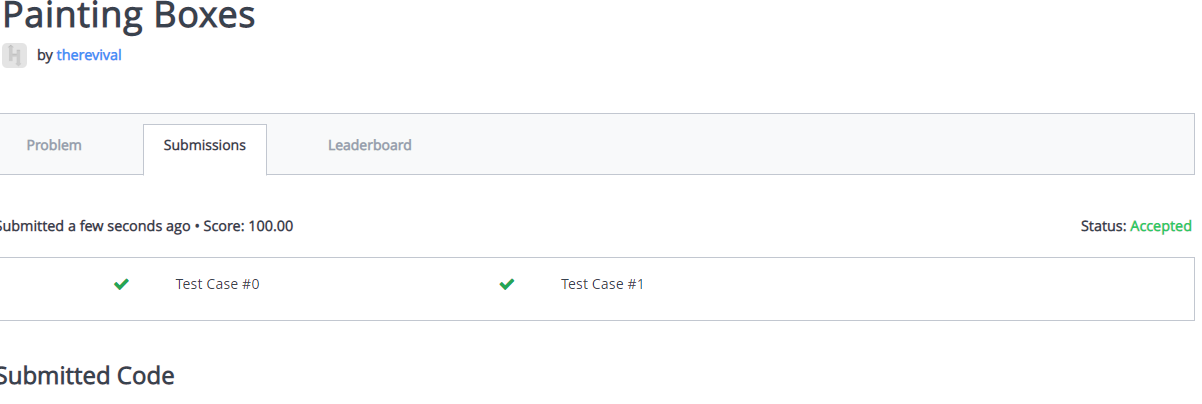 Painting Boxes
by therevival
Problem Submissions Leaderboard
Submitted a few seconds ago • Score: 100.00 Status: Accepted
Test Case #0 Test Case #1
Submitted Code